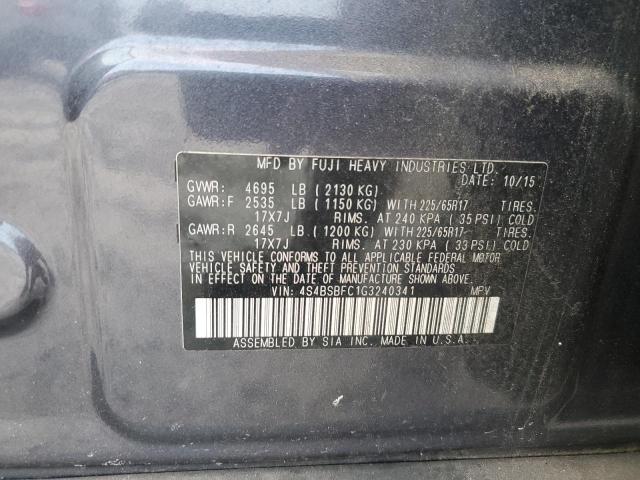 MFD BY FUJI HEAVY INDUSTRIES LTD.
DATE: 10/15
GVWR: 4695 LB (2130 KG)
GAWR:F 2535 LB (1150 KG) WITH 225/65R17 TIRES.
17X7J RIMS. AT 240 KPA (35 PSI) COLD
GAWR:R 2645 LB. (1200 KG) WITH 225/65R17 TIRES.
17X7J RIMS. AT 230 KPA (33 PSI) COLD
THIS VEHICLE CONFORMS TO ALL APPLICABLE FEDERAL MOTOR
VEHICLE SAFETY AND THEFT PREVENTION STANDARDS
IN EFFECT ON THE DATE OF MANUFACTURE SHOWN ABOVE.
VIN: 4S4BSBFC1G3240341 MPV
ASSEMBLED BY SIA INC. MADE IN U.S.A.